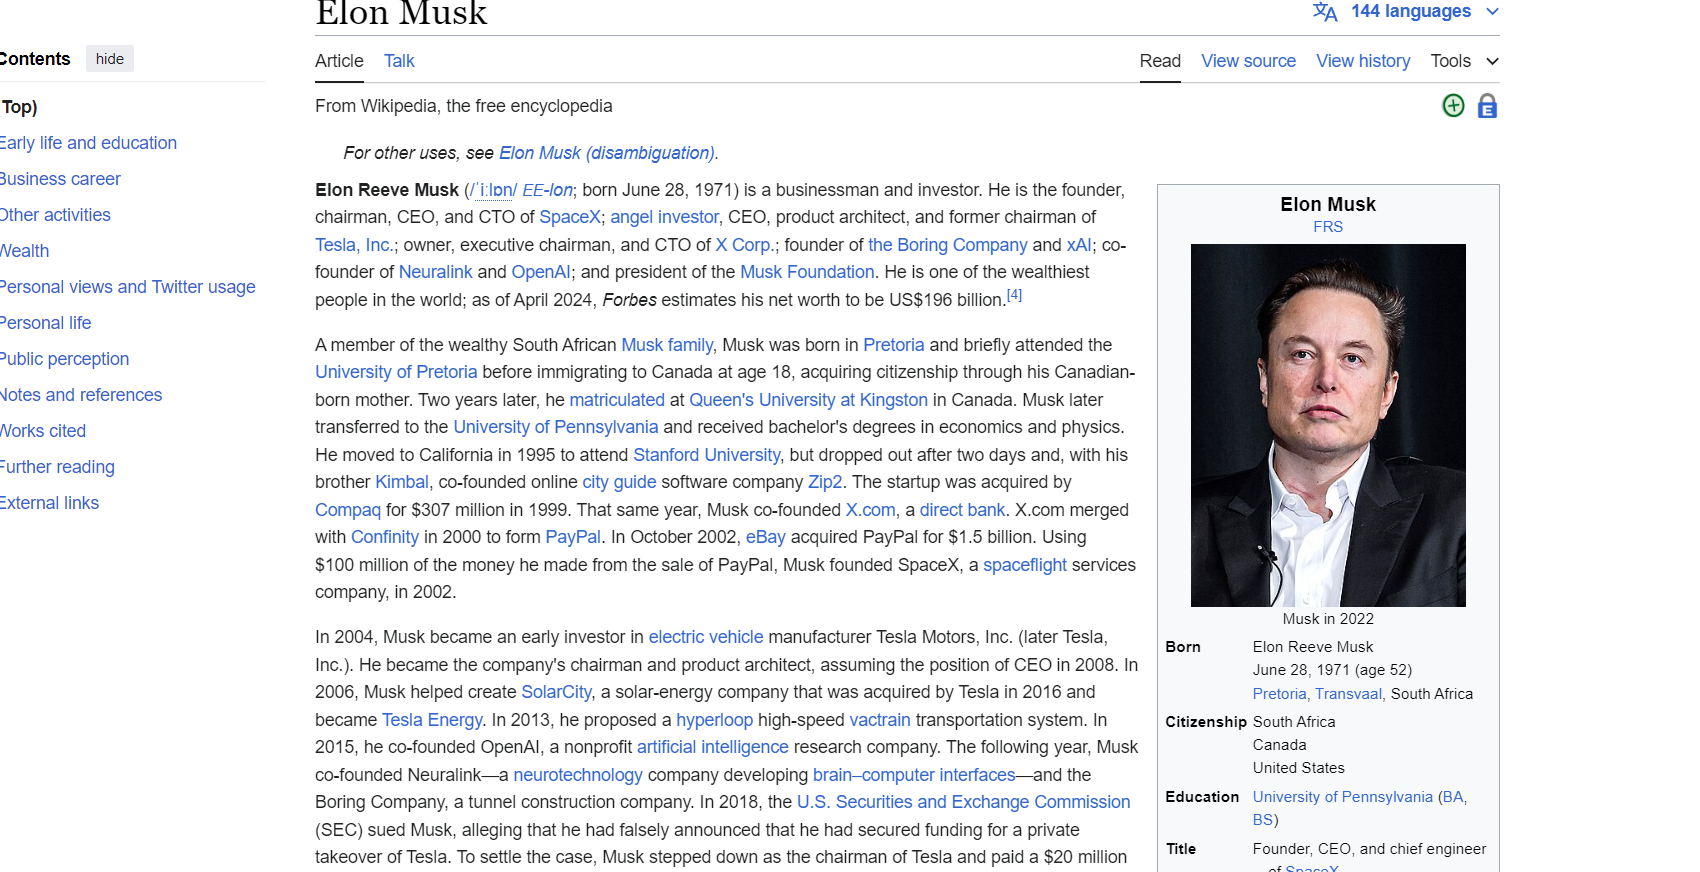 Elon Musk
144 languages
Contents hide
Top)
Early life and education
Business career
Other activities
Wealth
Personal views and Twitter usage
Personal life
Public perception
Notes and references
Works cited
Further reading
External links
Article Talk
Read View source View history Tools
From Wikipedia, the free encyclopedia
E
For other uses, see Elon Musk (disambiguation).
Elon Reeve Musk (/ˈiːlɒn/ EE-lon; born June 28, 1971) is a businessman and investor. He is the founder,
chairman, CEO, and CTO of SpaceX; angel investor, CEO, product architect, and former chairman of
Tesla, Inc.; owner, executive chairman, and CTO of X Corp.; founder of the Boring Company and xAI; co-
founder of Neuralink and OpenAI; and president of the Musk Foundation. He is one of the wealthiest
people in the world; as of April 2024, Forbes estimates his net worth to be US$196 billion.[4]
A member of the wealthy South African Musk family, Musk was born in Pretoria and briefly attended the
University of Pretoria before immigrating to Canada at age 18, acquiring citizenship through his Canadian-
born mother. Two years later, he matriculated at Queen's University at Kingston in Canada. Musk later
transferred to the University of Pennsylvania and received bachelor's degrees in economics and physics.
He moved to California in 1995 to attend Stanford University, but dropped out after two days and, with his
brother Kimbal, co-founded online city guide software company Zip2. The startup was acquired by
Compaq for $307 million in 1999. That same year, Musk co-founded X.com, a direct bank. X.com merged
with Confinity in 2000 to form PayPal. In October 2002, eBay acquired PayPal for $1.5 billion. Using
$100 million of the money he made from the sale of PayPal, Musk founded SpaceX, a spaceflight services
company, in 2002.
In 2004, Musk became an early investor in electric vehicle manufacturer Tesla Motors, Inc. (later Tesla,
Inc.). He became the company's chairman and product architect, assuming the position of CEO in 2008. In
2006, Musk helped create SolarCity, a solar-energy company that was acquired by Tesla in 2016 and
became Tesla Energy. In 2013, he proposed a hyperloop high-speed vactrain transportation system. In
2015, he co-founded OpenAI, a nonprofit artificial intelligence research company. The following year, Musk
co-founded Neuralink—a neurotechnology company developing brain–computer interfaces—and the
Boring Company, a tunnel construction company. In 2018, the U.S. Securities and Exchange Commission
(SEC) sued Musk, alleging that he had falsely announced that he had secured funding for a private
takeover of Tesla. To settle the case, Musk stepped down as the chairman of Tesla and paid a $20 million
Elon Musk
FRS
Musk in 2022
Born Elon Reeve Musk
June 28, 1971 (age 52)
Pretoria, Transvaal, South Africa
Citizenship South Africa
Canada
United States
Education University of Pennsylvania (BA,
BS)
Title Founder, CEO, and chief engineer
of SpaceX